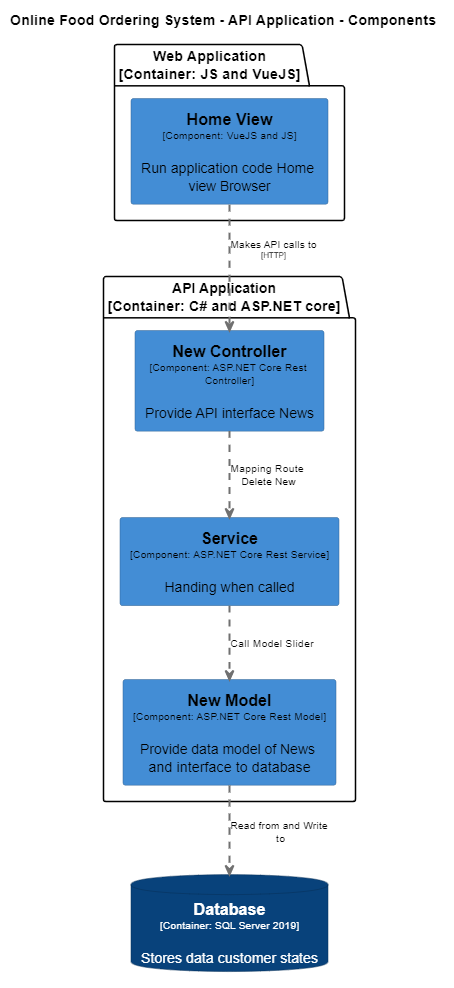 Online Food Ordering System - API Application - Components
Web Application
[Container: JS and VueJS]
Home View
[Component: VueJS and JS]
Run application code Home
view Browser
Makes API calls to
[HTTP]
API Application
[Container: C# and ASP.NET core]
New Controller
[Component: ASP.NET Core Rest
Controller]
Provide API interface News
Mapping Route
Delete New
Service
[Component: ASP.NET Core Rest Service]
Handing when called
Call Model Slider
New Model
[Component: ASP.NET Core Rest Model]
Provide data model of News
and interface to database
Read from and Write
to
Database
[Container: SQL Server 2019]
Stores data customer states